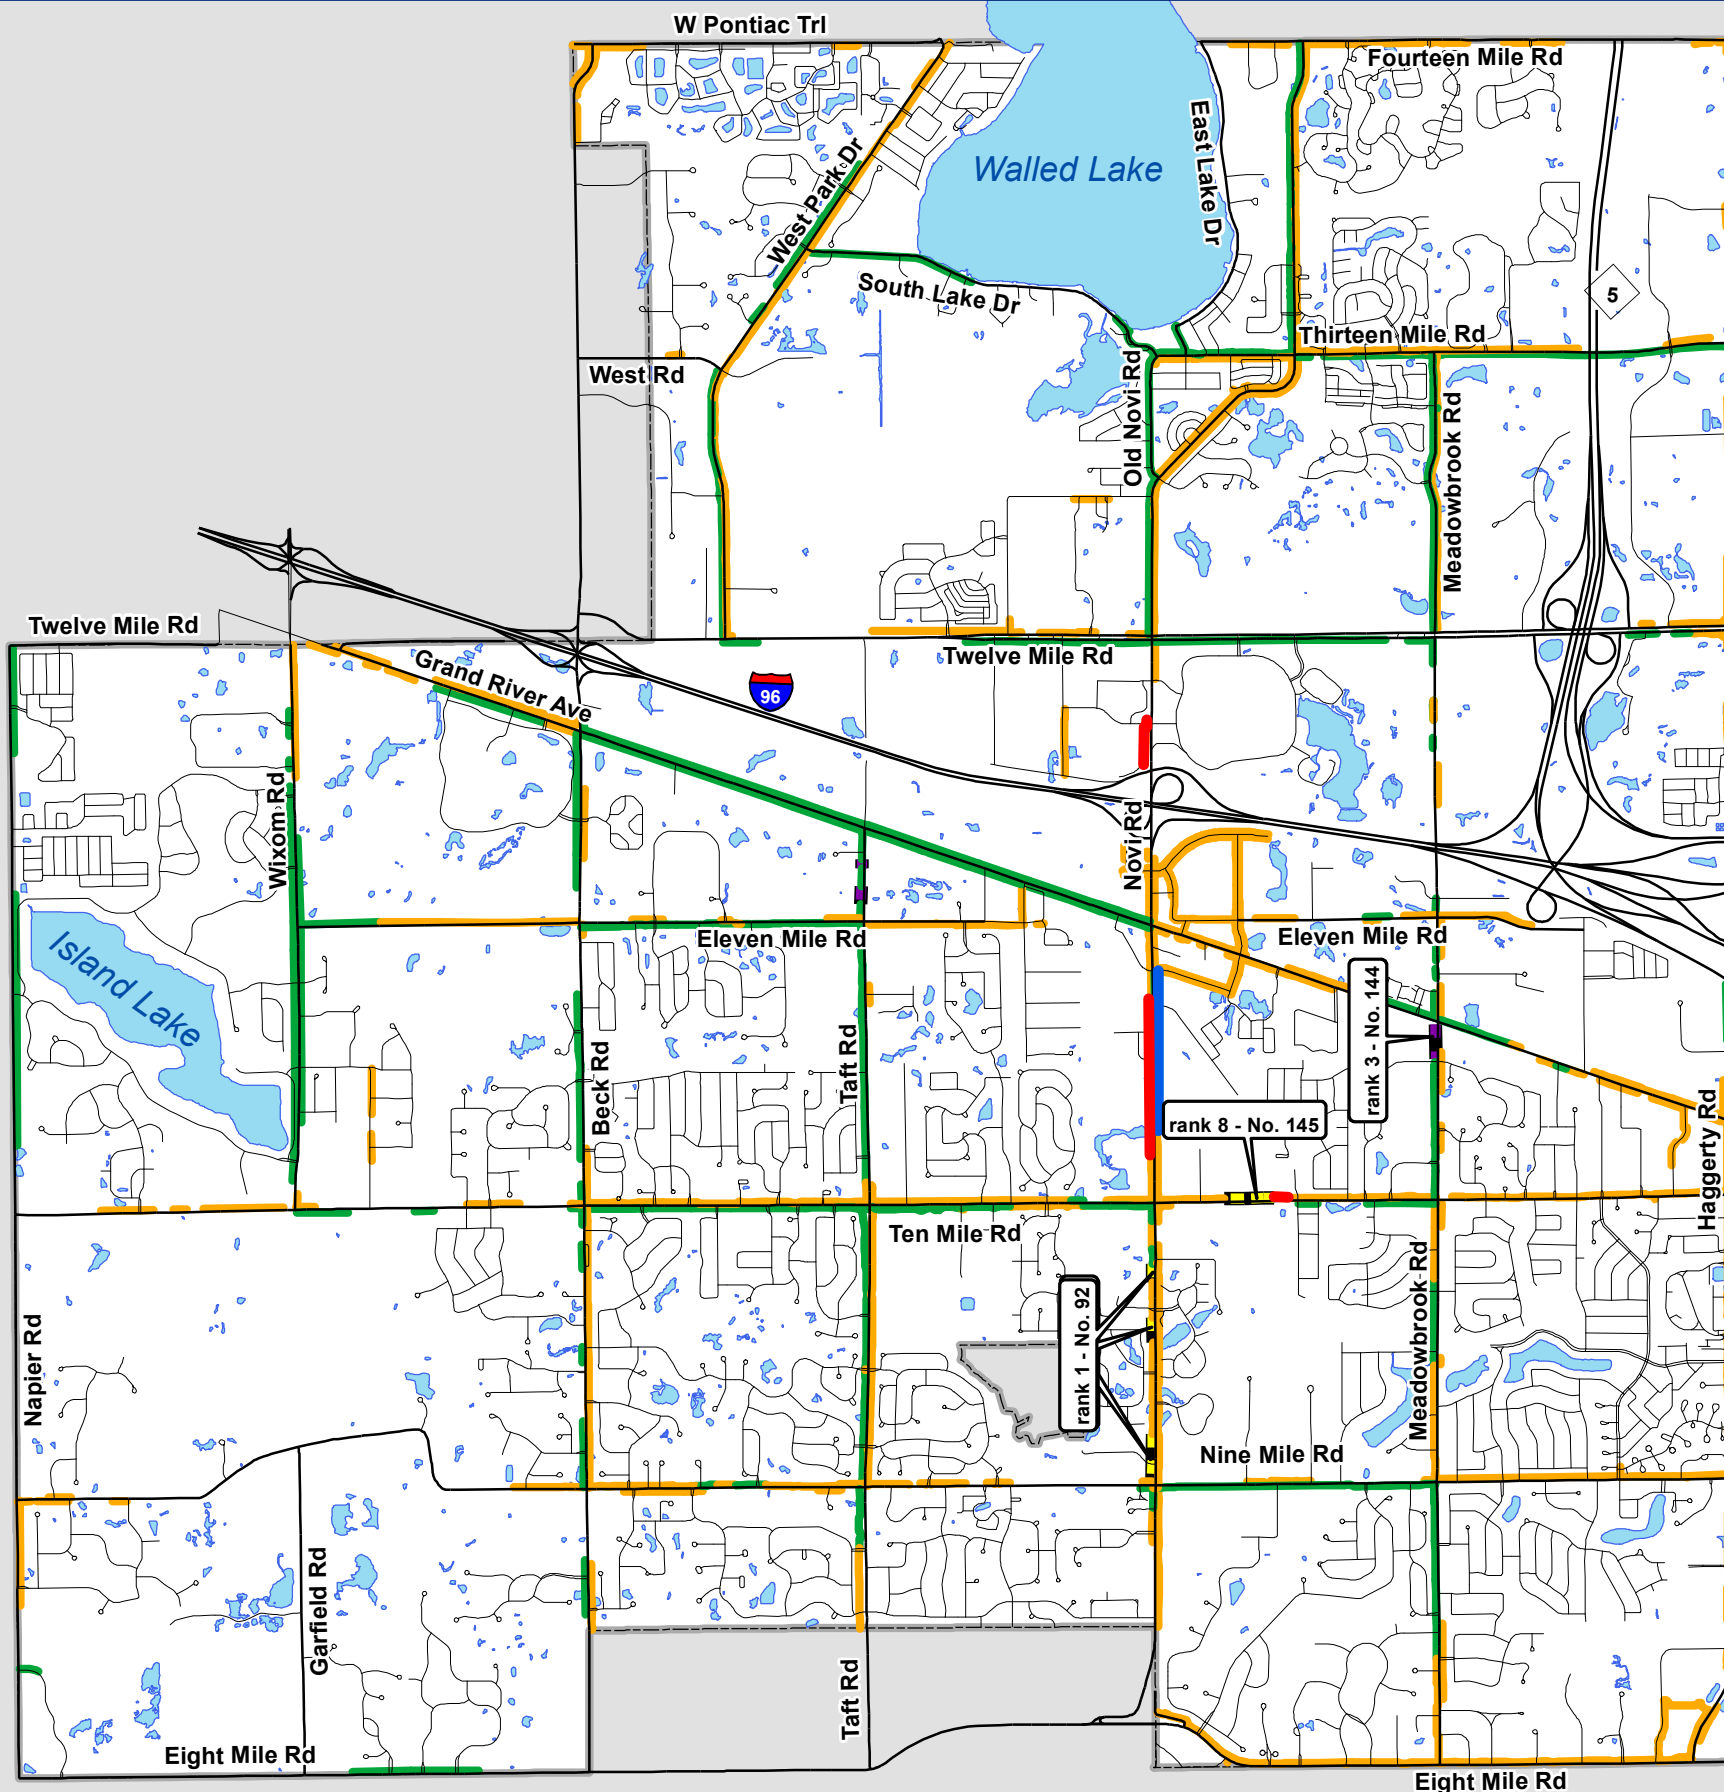 W Pontiac Trl
Fourteen Mile Rd
East Lake Dr
Walled Lake
West Park Dr
South Lake Dr
5
Thirteen Mile Rd
West Rd
Old Novi Rd
Meadowbrook Rd
Twelve Mile Rd
Twelve Mile Rd
Grand River Ave
96
Wixom Rd
Novi Rd
Eleven Mile Rd
Eleven Mile Rd
Island Lake
rank 3 - No. 144
Taft Rd
Beck Rd
rank 8 - No. 145
Haggerty Rd
Ten Mile Rd
rank 1 - No. 92
Meadowbrook Rd
Napier Rd
Nine Mile Rd
Garfield Rd
Taft Rd
Eight Mile Rd
Eight Mile Rd